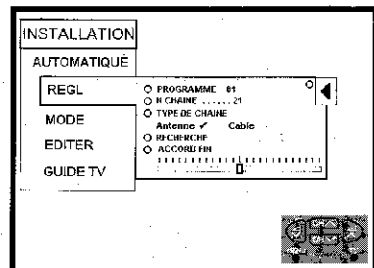 INSTALLATION
AUTOMATIQUE
REGL
PROGRAMME 01
N CHAINE ...... 21
TYPE DE CHAINE
Antenne ✓ Cable
RECHERCHE
ACCORD FIN
MODE
EDITER
GUIDE TV